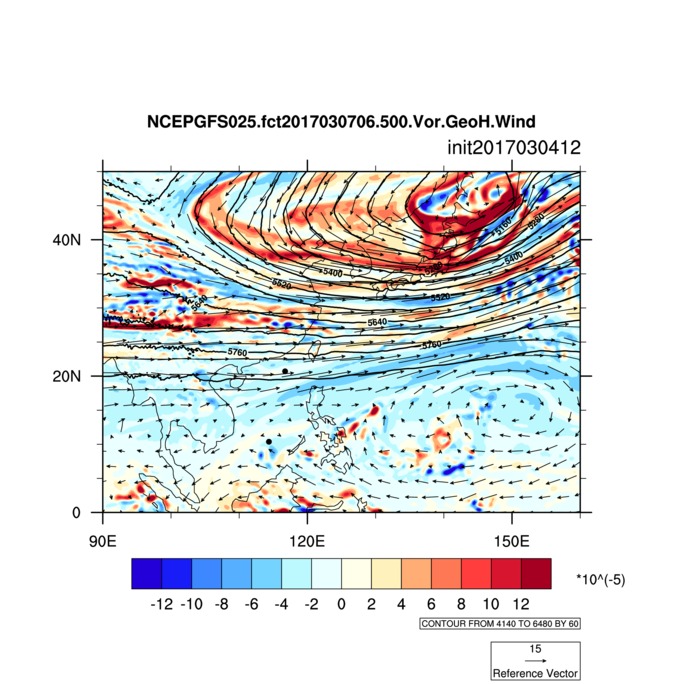 NCEPGFS025.fct2017030706.500.Vor.GeoH.Wind
init2017030412
40N
20N
0
90E 120E 150E
5400
5520
5640
5760
5520
5640
5760
5160
5280
5400
-12 -10 -8 -6 -4 -2 0 2 4 6 8 10 12
*10^(-5)
CONTOUR FROM 4140 TO 6480 BY 60
15
Reference Vector